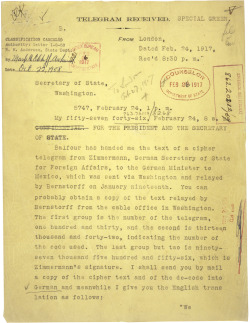 TELEGRAM RECEIVED.
FROM London
Dated Feb. 24, 1917,
Rec'd 8:30 p. m.
Secretary of State,
Washington.
5747, February 24, 1 p. m.
My fifty-seven forty-six, February 24, 8 a. m.
FOR THE PRESIDENT AND THE SECRETARY
OF STATE.
Balfour has handed me the text of a cipher
telegram from Zimmermann, German Secretary of State
for Foreign Affairs, to the German Minister to
Mexico, which was sent via Washington and relayed
by Bernstorff on January nineteenth. You can
probably obtain a copy of the text relayed by
Bernstorff from the cable office in Washington.
The first group is the number of the telegram,
one hundred and thirty, and the second is thirteen
thousand and forty-two, indicating the number of
the code used. The last group but two is Ninety-
seven thousand five hundred and fifty-six, which is
Zimmermann's signature. I shall send you by mail
a copy of the cipher text and of the de-code into
German and meanwhile I give you the English trans
lation as follows:
"We